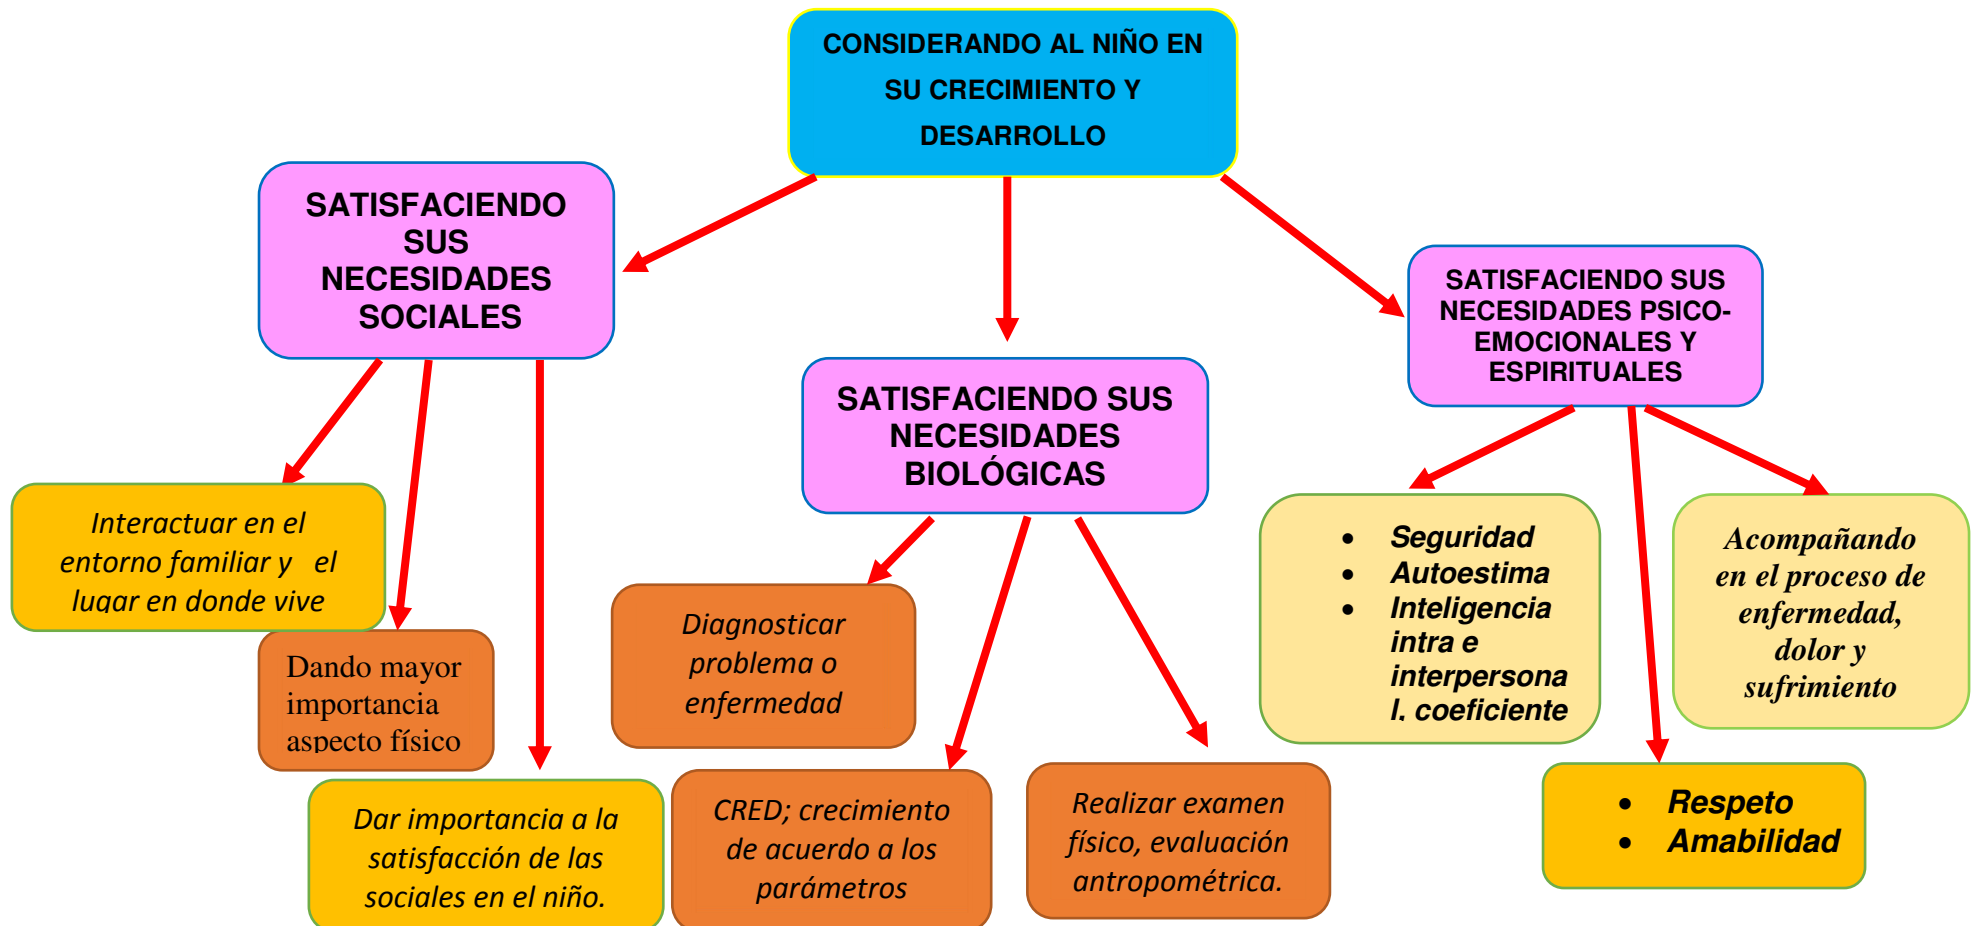 CONSIDERANDO AL NIÑO EN
SU CRECIMIENTO Y
DESARROLLO
SATISFACIENDO
SUS
NECESIDADES
SOCIALES
SATISFACIENDO SUS
NECESIDADES PSICO-
EMOCIONALES Y
ESPIRITUALES
SATISFACIENDO SUS
NECESIDADES
BIOLÓGICAS
Interactuar en el
entorno familiar y el
lugar en donde vive
Dando mayor
importancia
aspecto físico
Dar importancia a la
satisfacción de las
sociales en el niño.
Diagnosticar
problema o
enfermedad
CRED; crecimiento
de acuerdo a los
parámetros
Realizar examen
físico, evaluación
antropométrica.
• Seguridad
• Autoestima
• Inteligencia
intra e
interpersona
l, coeficiente
Acompañando
en el proceso de
enfermedad,
dolor y
sufrimiento
• Respeto
• Amabilidad